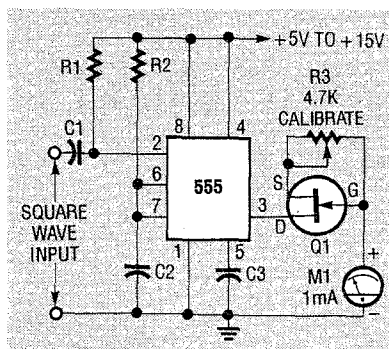 +5V TO +15V
R1
R2
R3
4.7K
CALIBRATE
C1
8
4
2
6
7
555
3
S
G
D
Q1
SQUARE
WAVE
INPUT
1
5
C2
C3
+
M1
1mA
−